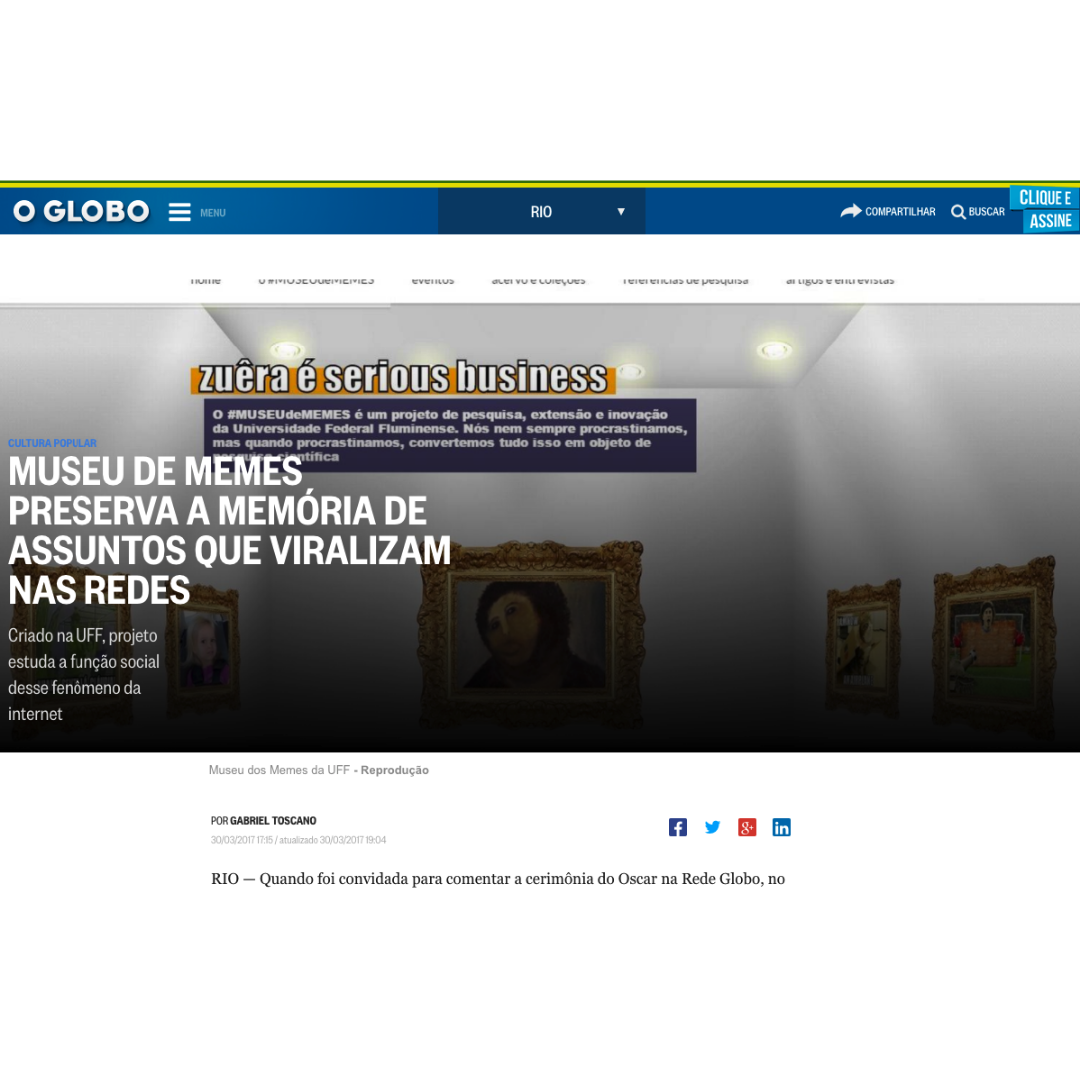 O GLOBO
MENU
RIO
COMPARTILHAR
BUSCAR
CLIQUE E
ASSINE
home
o #MUSEUdeMEMES
eventos
acervo e coleções
referências de pesquisa
artigos e entrevistas
zuêra é serious business
O #MUSEUdeMEMES é um projeto de pesquisa, extensão e inovação
da Universidade Federal Fluminense. Nós nem sempre procrastinamos,
mas quando procrastinamos, convertemos tudo isso em objeto de
pesquisa científica
CULTURA POPULAR
MUSEU DE MEMES
PRESERVA A MEMÓRIA DE
ASSUNTOS QUE VIRALIZAM
NAS REDES
Criado na UFF, projeto
estuda a função social
desse fenômeno da
internet
Museu dos Memes da UFF - Reprodução
POR GABRIEL TOSCANO
30/03/2017 17:15 / atualizado 30/03/2017 19:04
RIO — Quando foi convidada para comentar a cerimônia do Oscar na Rede Globo, no